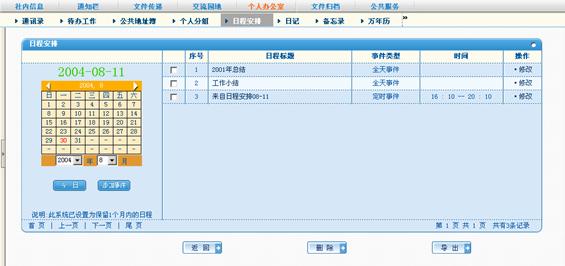 社内信息 通知栏 文件传递 交流园地 个人办公室 文件归档 公共服务
通讯录 待办工作 公共地址簿 个人分组 日程安排 日记 备忘录 万年历 »
日程安排
序号 日程标题 事件类型 时间 操作
1 2001年总结 全天事件 •修改
2 工作小结 全天事件 •修改
3 来自日程安排08-11 定时事件 16 : 10 -- 20 : 10 •修改
2004-08-11
2004, 8
日 一 二 三 四 五 六
1 2 3 4 5 6 7
8 9 10 11 12 13 14
15 16 17 18 19 20 21
22 23 24 25 26 27 28
29 30 31 - - - -
- - - - - - -
2004 年 8 月
今 日 添加事件
说明:此系统已设置为保留1个月内的日程
首 页 | 上一页 | 下一页 | 尾 页 第 1 页 共 1 页 共有3条记录
返 回 删 除 导 出